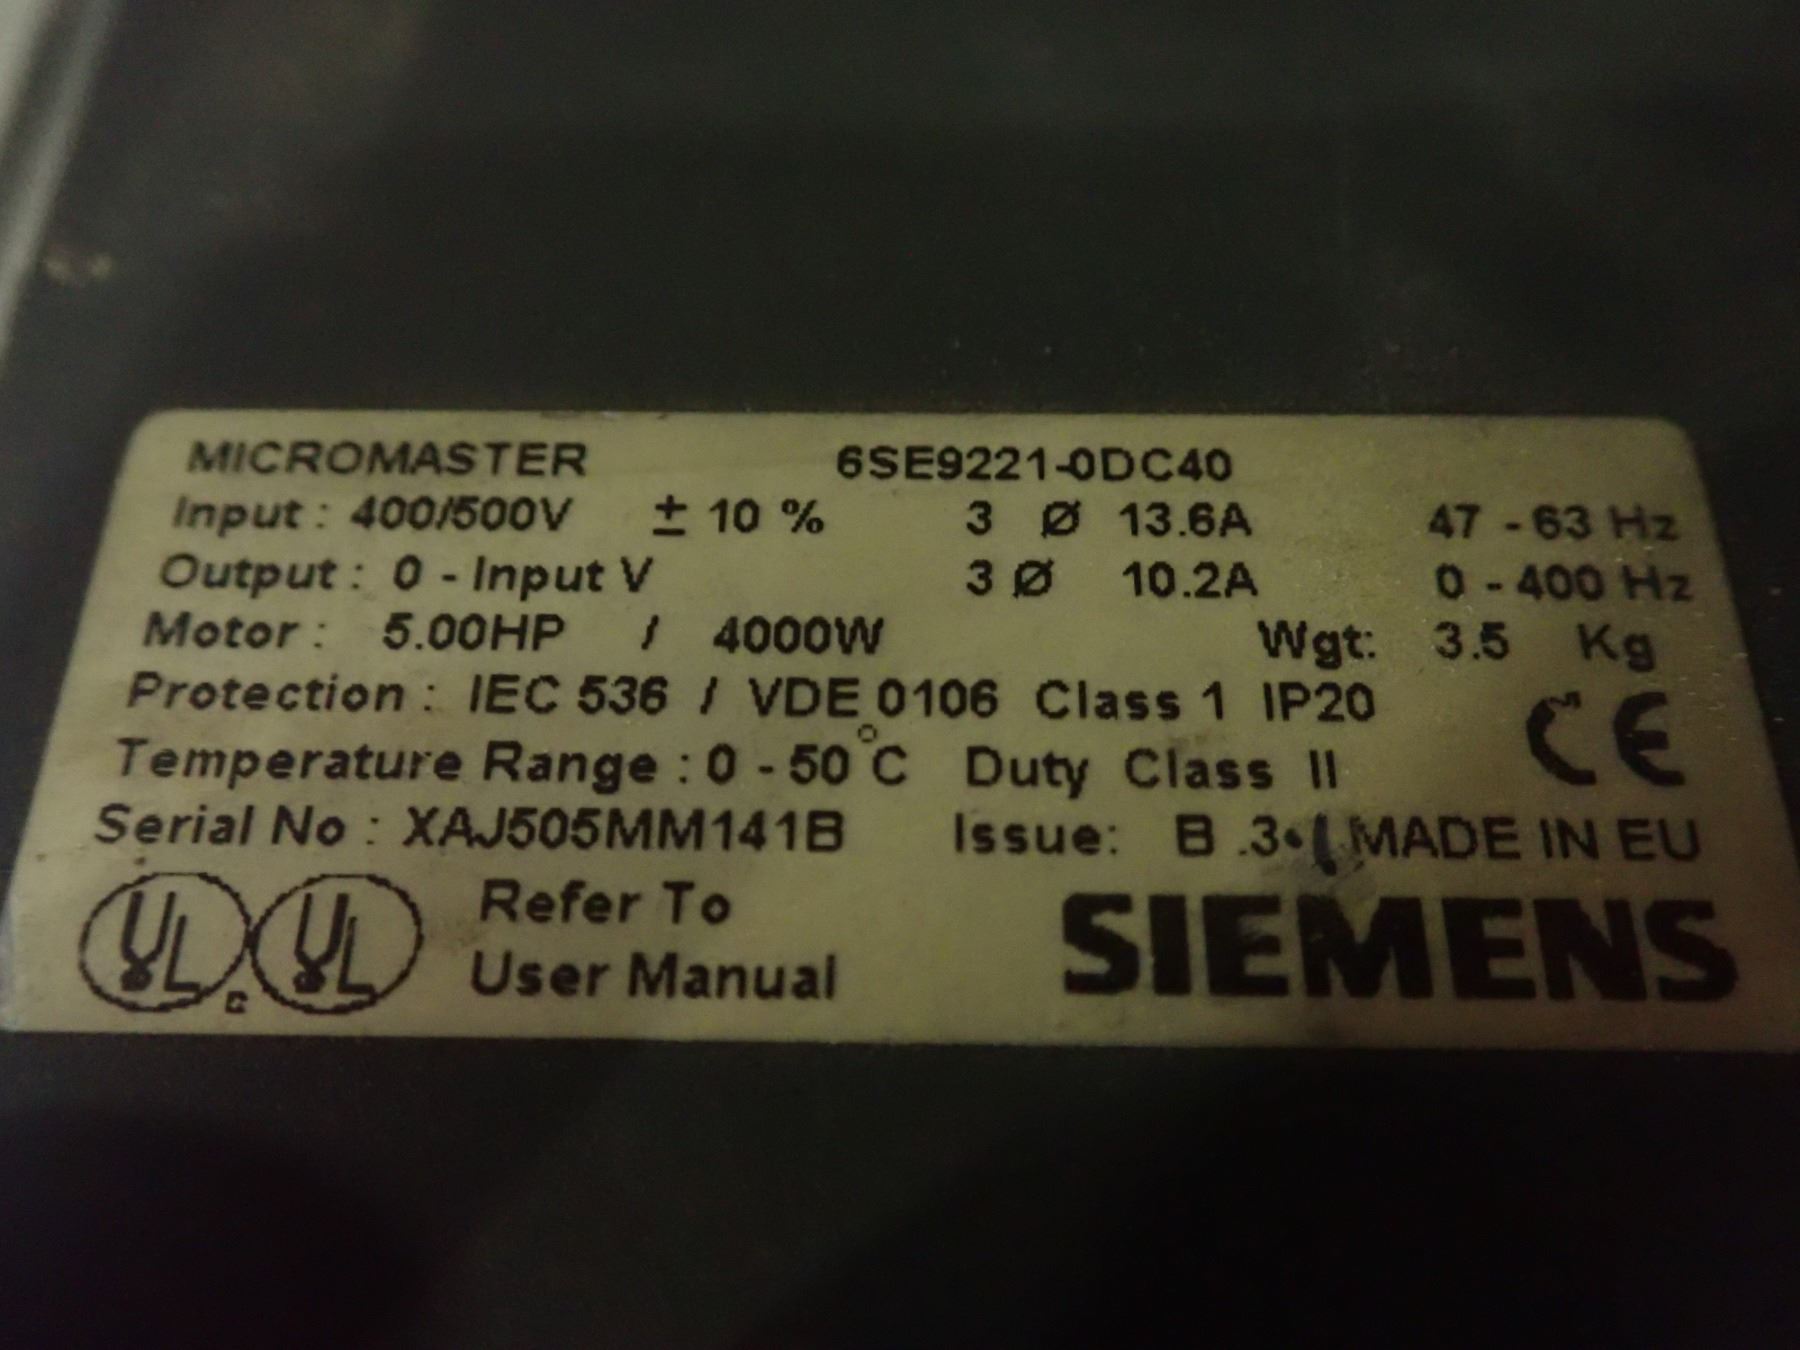 MICROMASTER 6SE9221-0DC40
Input : 400/500V ± 10 % 3 Ø 13.6A 47 - 63 Hz
Output : 0 - Input V 3 Ø 10.2A 0 - 400 Hz
Motor : 5.00HP / 4000W Wgt: 3.5 Kg
Protection : IEC 536 / VDE 0106 Class 1 IP20
Temperature Range : 0 - 50°C Duty Class II CE
Serial No : XAJ505MM141B Issue: B .3 MADE IN EU
UL c UL Refer To
User Manual
SIEMENS